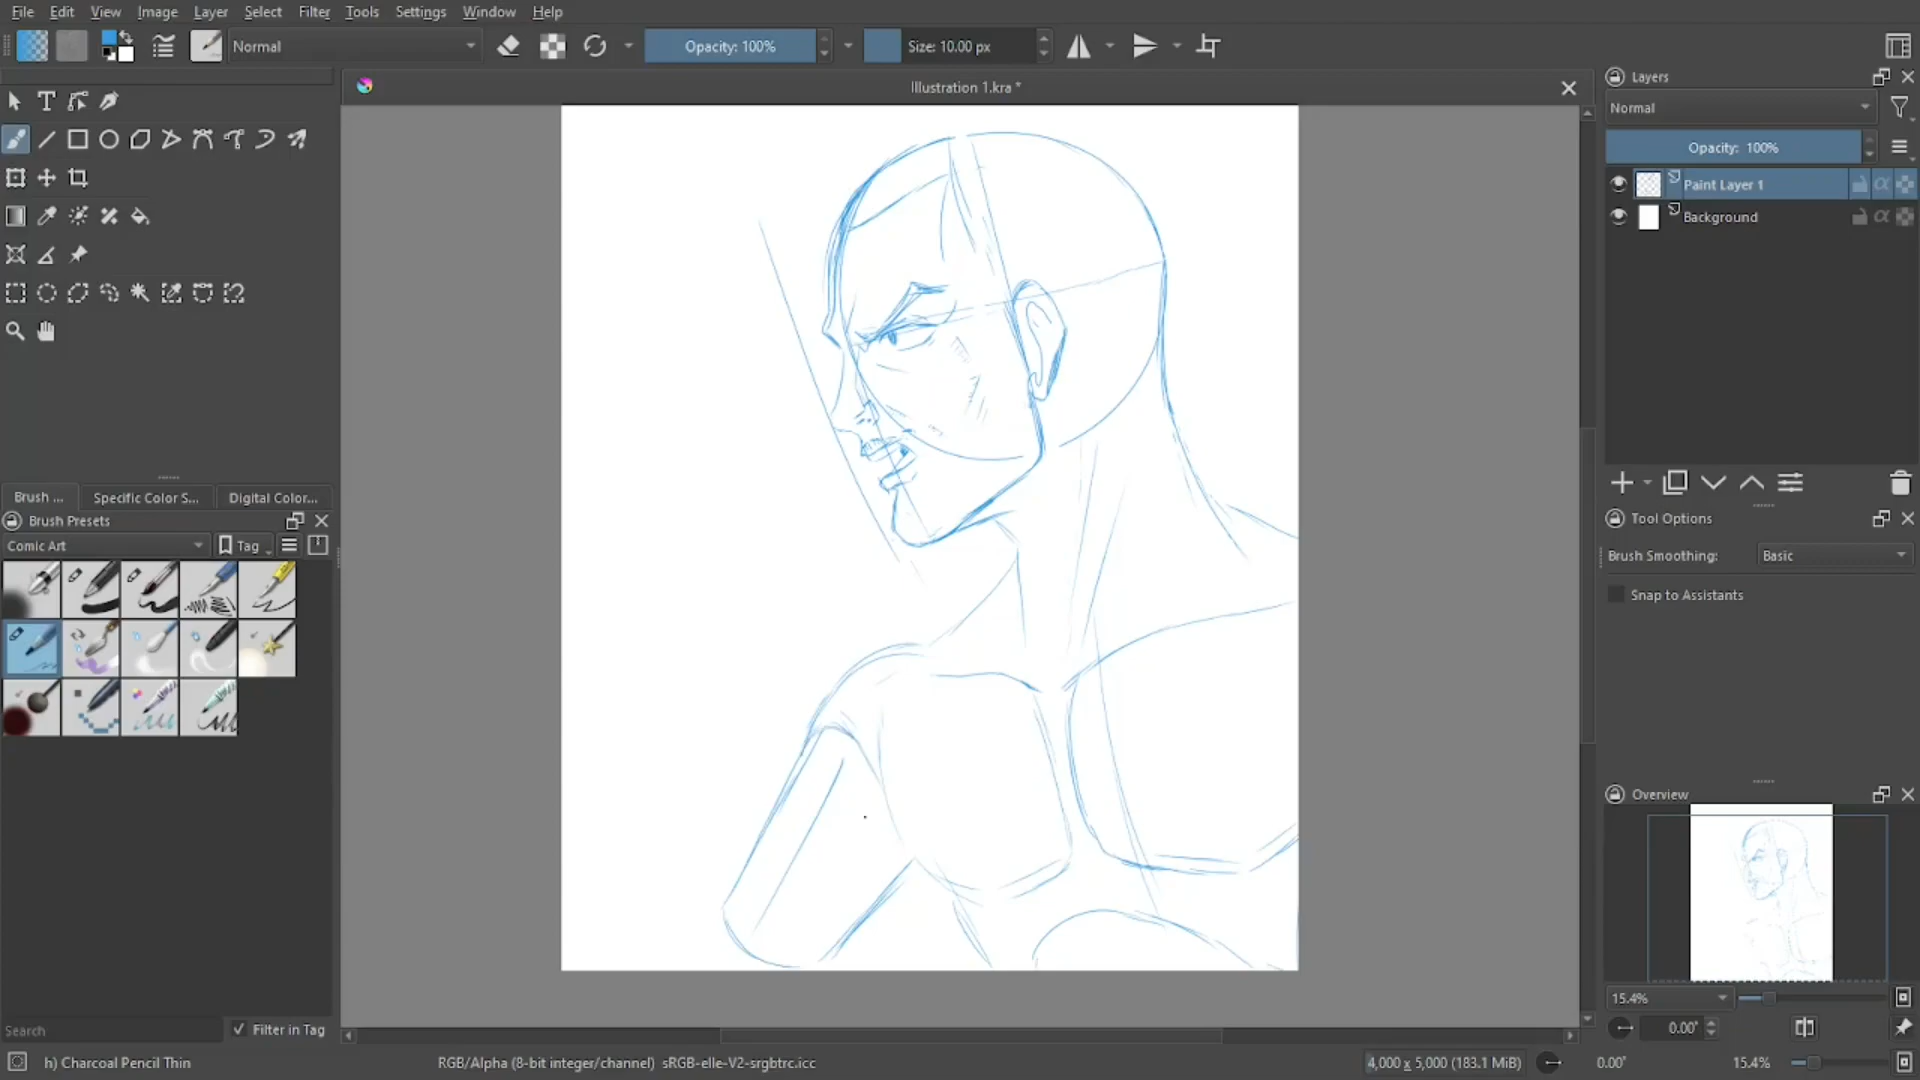 File Edit View Image Layer Select Filter Tools Settings Window Help
Normal Opacity: 100% Size: 10.00 px
Illustration 1.kra *
Layers
Normal
Opacity: 100%
Paint Layer 1
Background
Brush ... Specific Color S... Digital Color...
Brush Presets
Comic Art Tag
Tool Options
Brush Smoothing: Basic
Snap to Assistants
Overview
15.4%
0.00°
Search Filter in Tag
h) Charcoal Pencil Thin RGB/Alpha (8-bit integer/channel) sRGB-elle-V2-srgbtrc.icc 4,000 x 5,000 (183.1 MiB) 0.00° 15.4%